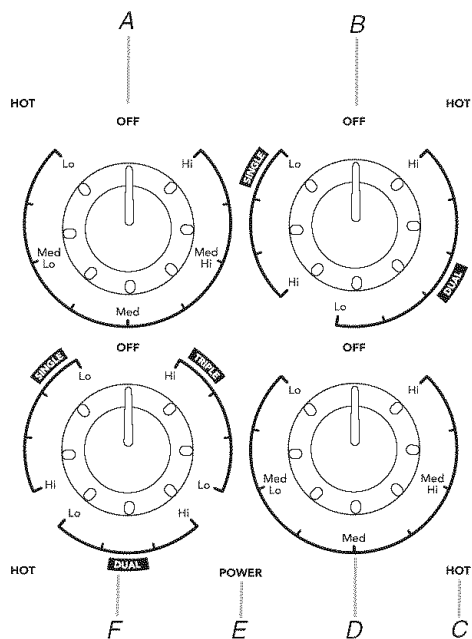 A B
HOT HOT
OFF OFF
Lo Hi SINGLE Lo Hi
Med Lo Med Hi Hi DUAL
Med Lo
OFF OFF
SINGLE Lo Hi TRIPLE Lo Hi
Hi Lo Med Lo Med Hi
Lo Hi Med
DUAL
HOT POWER HOT
F E D C